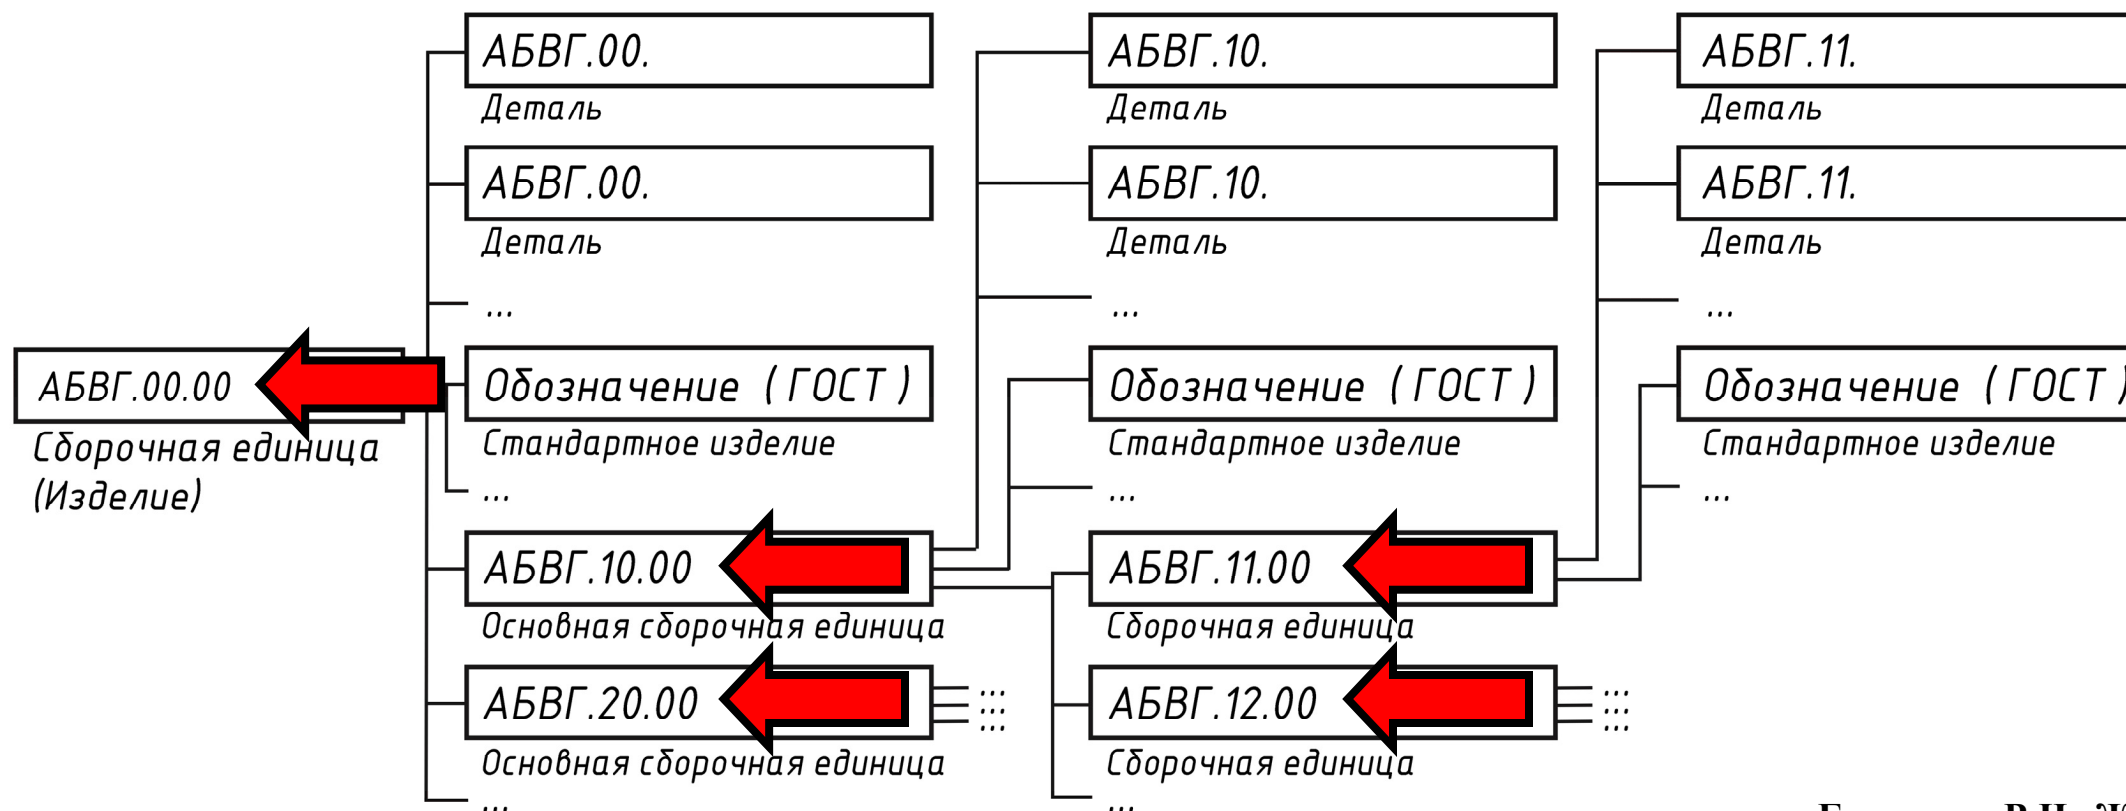 АБВГ.00.00
Сборочная единица
(Изделие)
АБВГ.00.
Деталь
АБВГ.00.
Деталь
...
Обозначение (ГОСТ)
Стандартное изделие
...
АБВГ.10.00
Основная сборочная единица
АБВГ.20.00
Основная сборочная единица
...
...
...
...
АБВГ.10.
Деталь
АБВГ.10.
Деталь
...
Обозначение (ГОСТ)
Стандартное изделие
...
АБВГ.11.00
Сборочная единица
АБВГ.12.00
Сборочная единица
...
...
...
...
АБВГ.11.
Деталь
АБВГ.11.
Деталь
...
Обозначение (ГОСТ)
Стандартное изделие
...